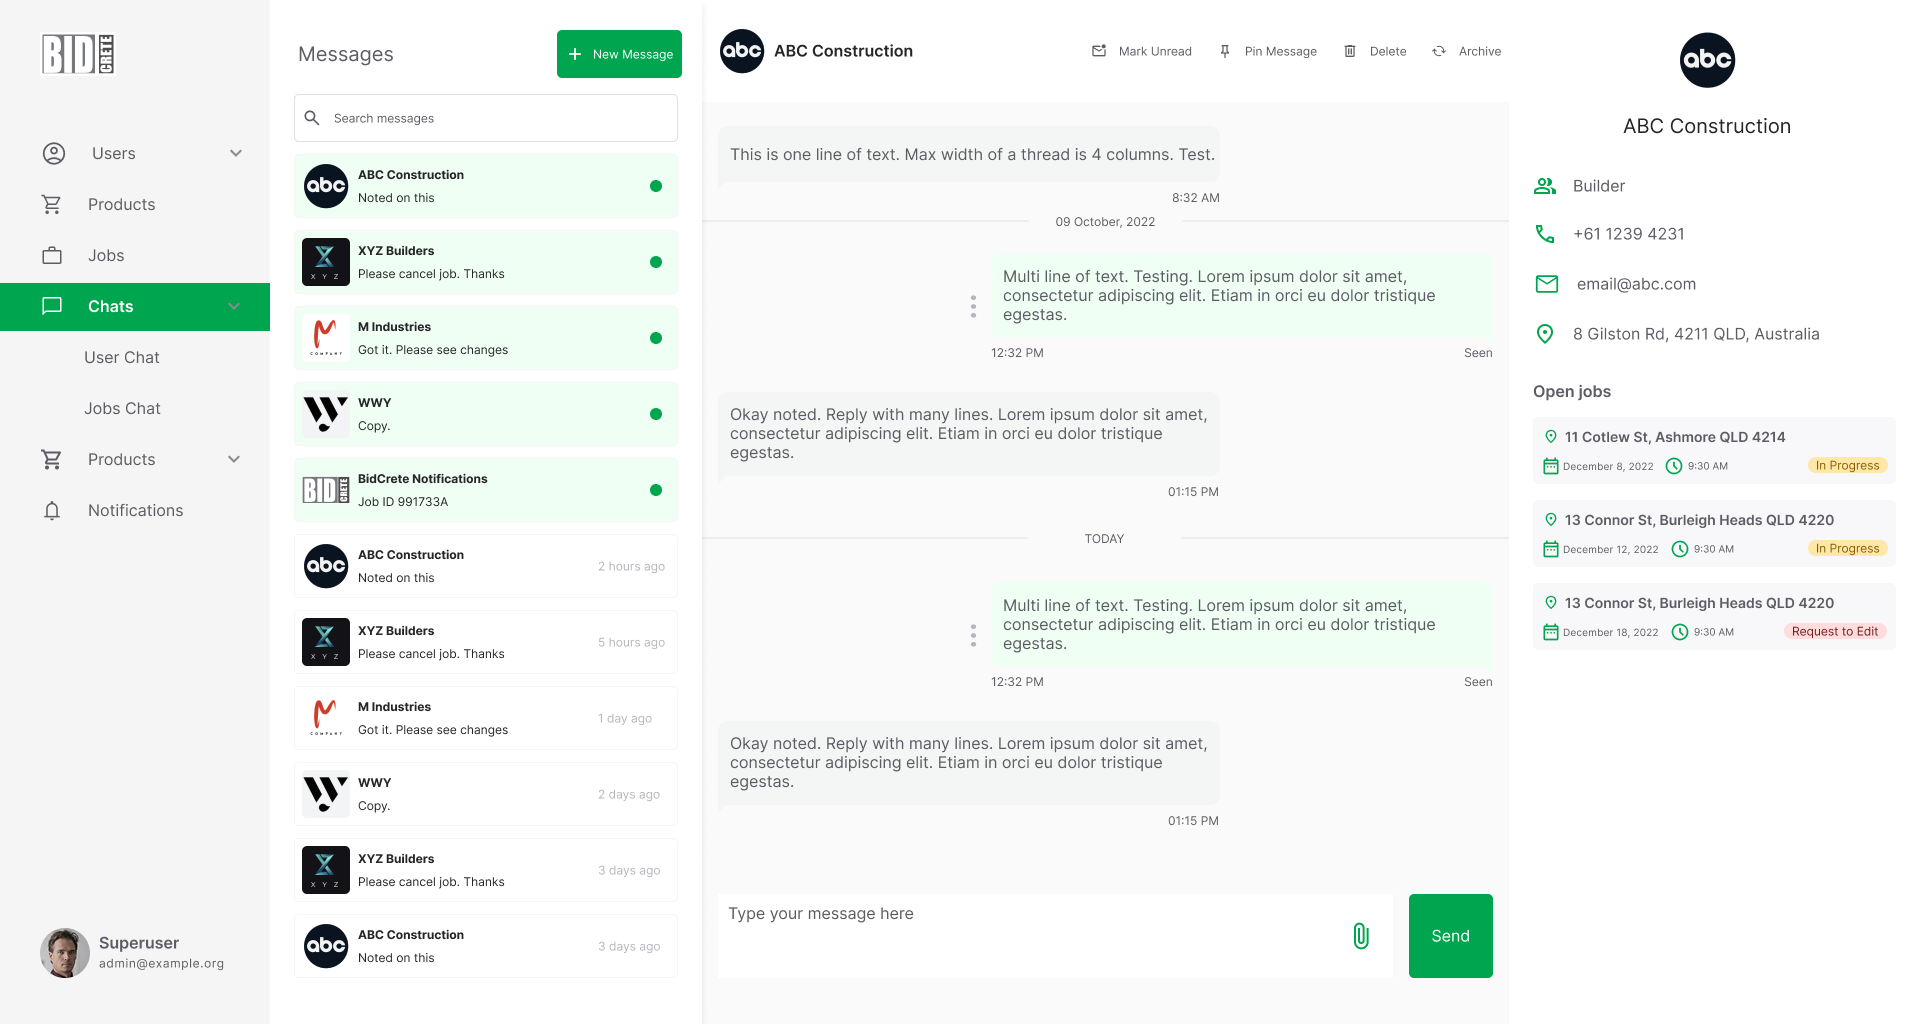 BID CRETE
Users
Products
Jobs
Chats
User Chat
Jobs Chat
Products
Notifications
Superuser
admin@example.org
Messages
New Message
Search messages
abc
ABC Construction
Noted on this
XYZ
XYZ Builders
Please cancel job. Thanks
COMPANY
M Industries
Got it. Please see changes
WWY
Copy.
BID CRETE
BidCrete Notifications
Job ID 991733A
abc
ABC Construction
Noted on this
2 hours ago
XYZ
XYZ Builders
Please cancel job. Thanks
5 hours ago
COMPANY
M Industries
Got it. Please see changes
1 day ago
WWY
Copy.
2 days ago
XYZ
XYZ Builders
Please cancel job. Thanks
3 days ago
abc
ABC Construction
Noted on this
3 days ago
abc
ABC Construction
Mark Unread
Pin Message
Delete
Archive
This is one line of text. Max width of a thread is 4 columns. Test.
8:32 AM
09 October, 2022
Multi line of text. Testing. Lorem ipsum dolor sit amet,
consectetur adipiscing elit. Etiam in orci eu dolor tristique
egestas.
12:32 PM
Seen
Okay noted. Reply with many lines. Lorem ipsum dolor sit amet,
consectetur adipiscing elit. Etiam in orci eu dolor tristique
egestas.
01:15 PM
TODAY
Multi line of text. Testing. Lorem ipsum dolor sit amet,
consectetur adipiscing elit. Etiam in orci eu dolor tristique
egestas.
12:32 PM
Seen
Okay noted. Reply with many lines. Lorem ipsum dolor sit amet,
consectetur adipiscing elit. Etiam in orci eu dolor tristique
egestas.
01:15 PM
Type your message here
Send
abc
ABC Construction
Builder
+61 1239 4231
email@abc.com
8 Gilston Rd, 4211 QLD, Australia
Open jobs
11 Cotlew St, Ashmore QLD 4214
December 8, 2022
9:30 AM
In Progress
13 Connor St, Burleigh Heads QLD 4220
December 12, 2022
9:30 AM
In Progress
13 Connor St, Burleigh Heads QLD 4220
December 18, 2022
9:30 AM
Request to Edit